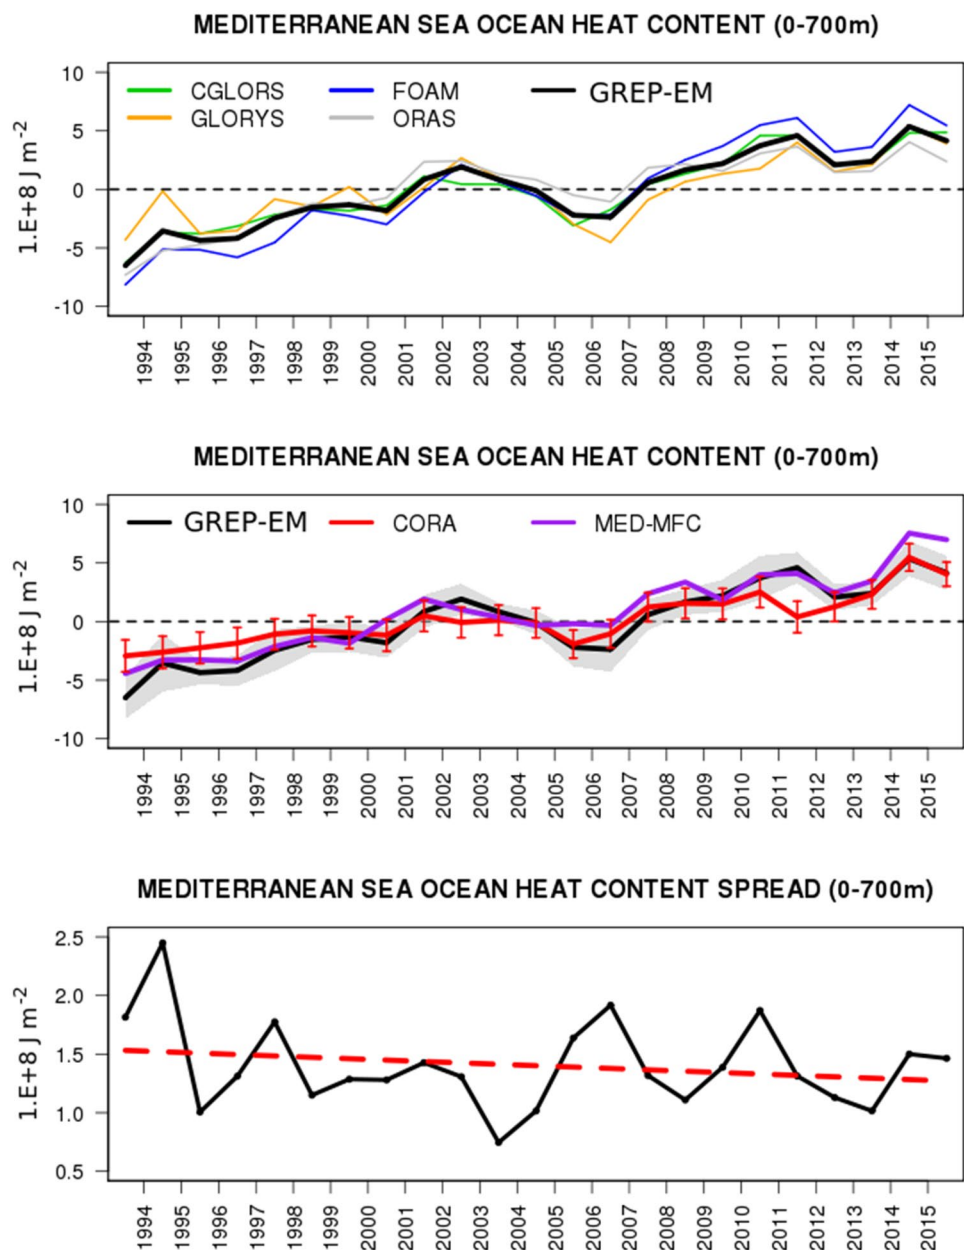 MEDITERRANEAN SEA OCEAN HEAT CONTENT (0-700m)
1.E+8 J m-2
10
5
0
-5
-10
CGLORS FOAM GREP-EM
GLORYS ORAS
1994 1995 1996 1997 1998 1999 2000 2001 2002 2003 2004 2005 2006 2007 2008 2009 2010 2011 2012 2013 2014 2015
MEDITERRANEAN SEA OCEAN HEAT CONTENT (0-700m)
1.E+8 J m-2
10
5
0
-5
-10
GREP-EM CORA MED-MFC
1994 1995 1996 1997 1998 1999 2000 2001 2002 2003 2004 2005 2006 2007 2008 2009 2010 2011 2012 2013 2014 2015
MEDITERRANEAN SEA OCEAN HEAT CONTENT SPREAD (0-700m)
1.E+8 J m-2
2.5
2.0
1.5
1.0
0.5
1994 1995 1996 1997 1998 1999 2000 2001 2002 2003 2004 2005 2006 2007 2008 2009 2010 2011 2012 2013 2014 2015